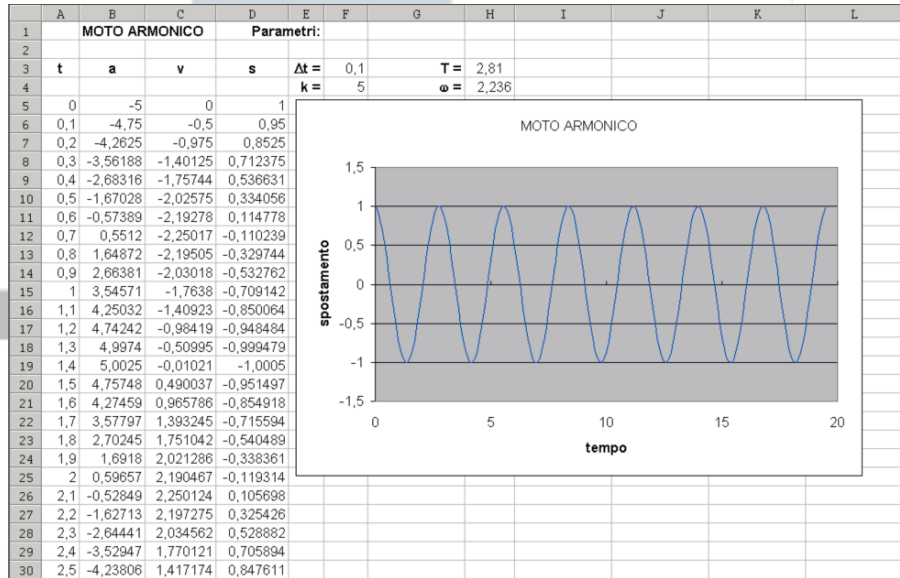 A B C D E F G H I J K L
1 MOTO ARMONICO Parametri:
2
3 t a v s Δt = 0,1 T = 2,81
4 k = 5 ω = 2,236
5 0 -5 0 1
6 0,1 -4,75 -0,5 0,95
7 0,2 -4,2625 -0,975 0,8525
8 0,3 -3,56188 -1,40125 0,712375
9 0,4 -2,68316 -1,75744 0,536631
10 0,5 -1,67028 -2,02575 0,334056
11 0,6 -0,57389 -2,19278 0,114778
12 0,7 0,5512 -2,25017 -0,110239
13 0,8 1,64872 -2,19505 -0,329744
14 0,9 2,66381 -2,03018 -0,532762
15 1 3,54571 -1,7638 -0,709142
16 1,1 4,25032 -1,40923 -0,850064
17 1,2 4,74242 -0,98419 -0,948484
18 1,3 4,9974 -0,50995 -0,999479
19 1,4 5,0025 -0,01021 -1,0005
20 1,5 4,75748 0,490037 -0,951497
21 1,6 4,27459 0,965786 -0,854918
22 1,7 3,57797 1,393245 -0,715594
23 1,8 2,70245 1,751042 -0,540489
24 1,9 1,6918 2,021286 -0,338361
25 2 0,59657 2,190467 -0,119314
26 2,1 -0,52849 2,250124 0,105698
27 2,2 -1,62713 2,197275 0,325426
28 2,3 -2,64441 2,034562 0,528882
29 2,4 -3,52947 1,770121 0,705894
30 2,5 -4,23806 1,417174 0,847611
MOTO ARMONICO
1,5
1
0,5
0
-0,5
-1
-1,5
spostamento
0 5 10 15 20
tempo